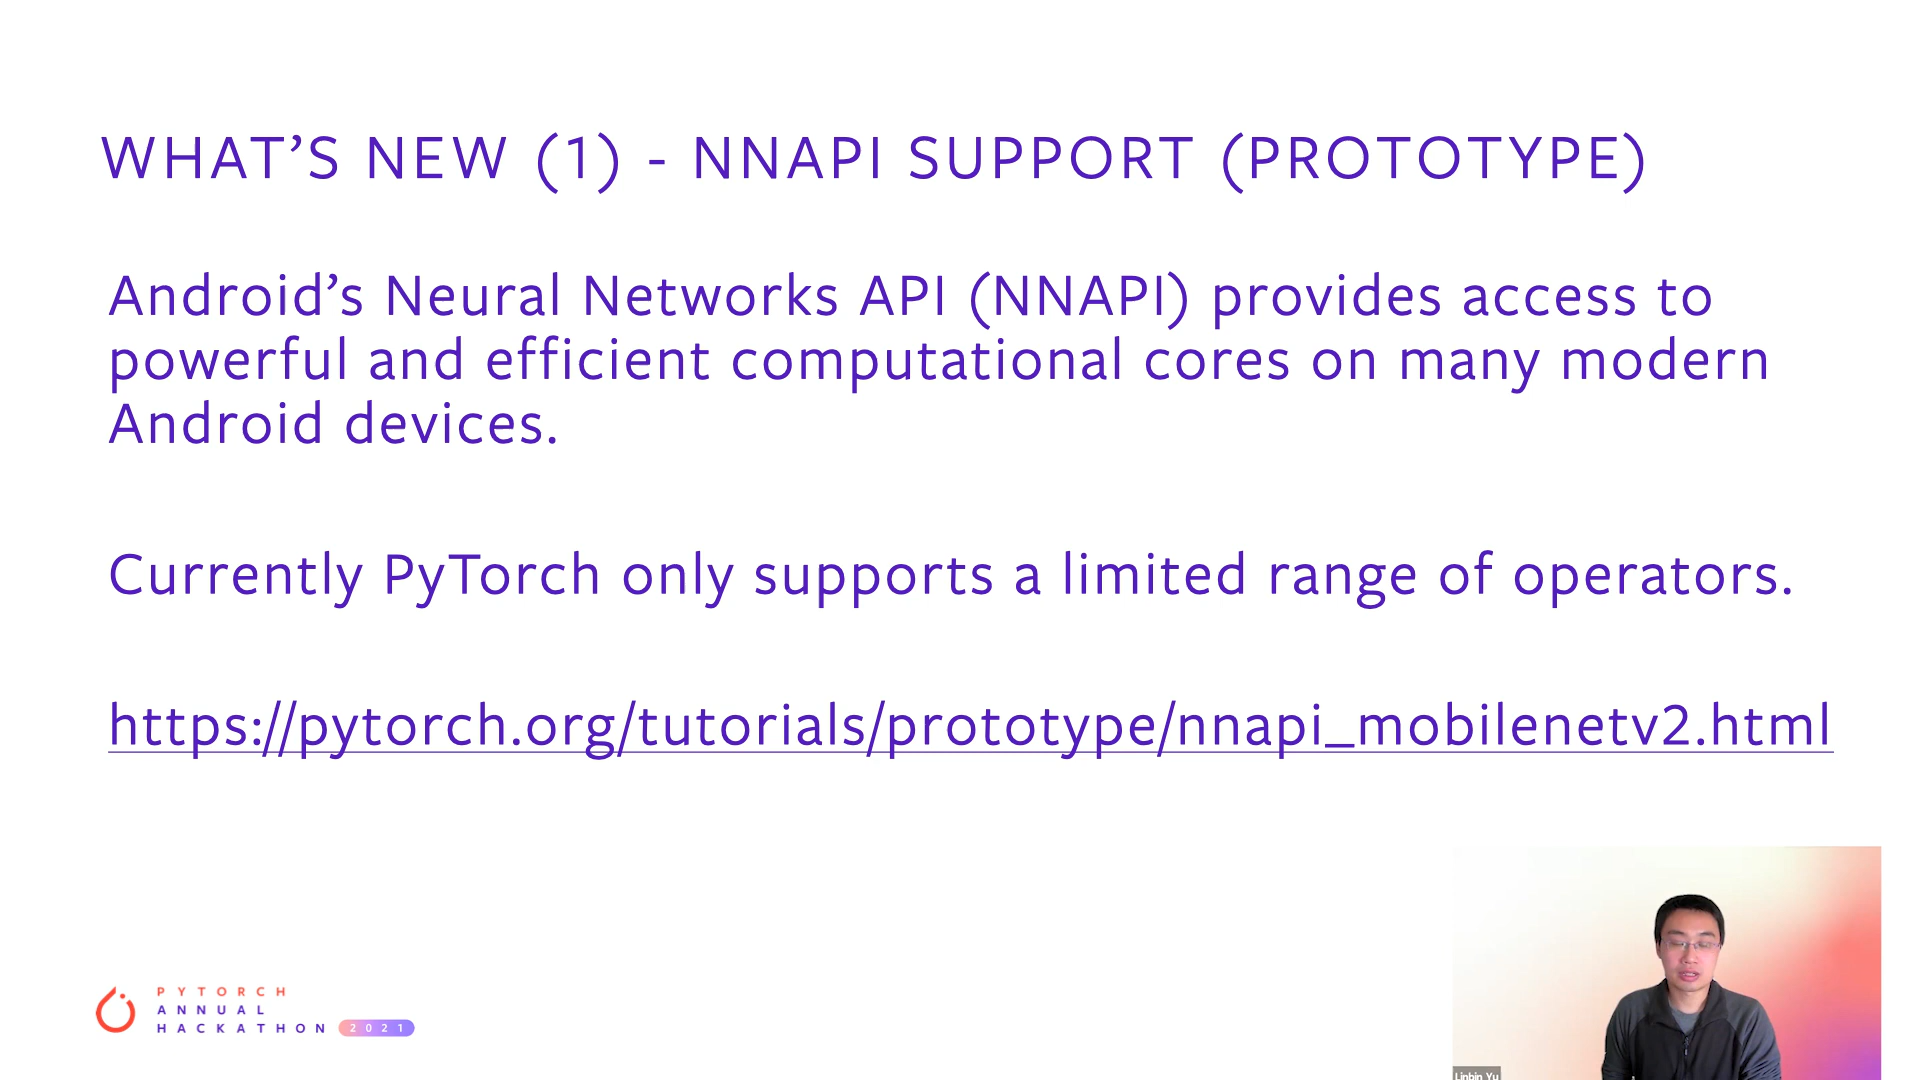 WHAT’S NEW (1) - NNAPI SUPPORT (PROTOTYPE)
Android’s Neural Networks API (NNAPI) provides access to
powerful and efficient computational cores on many modern
Android devices.
Currently PyTorch only supports a limited range of operators.
https://pytorch.org/tutorials/prototype/nnapi_mobilenetv2.html
PYTORCH
ANNUAL
HACKATHON 2021
Linbin Yu